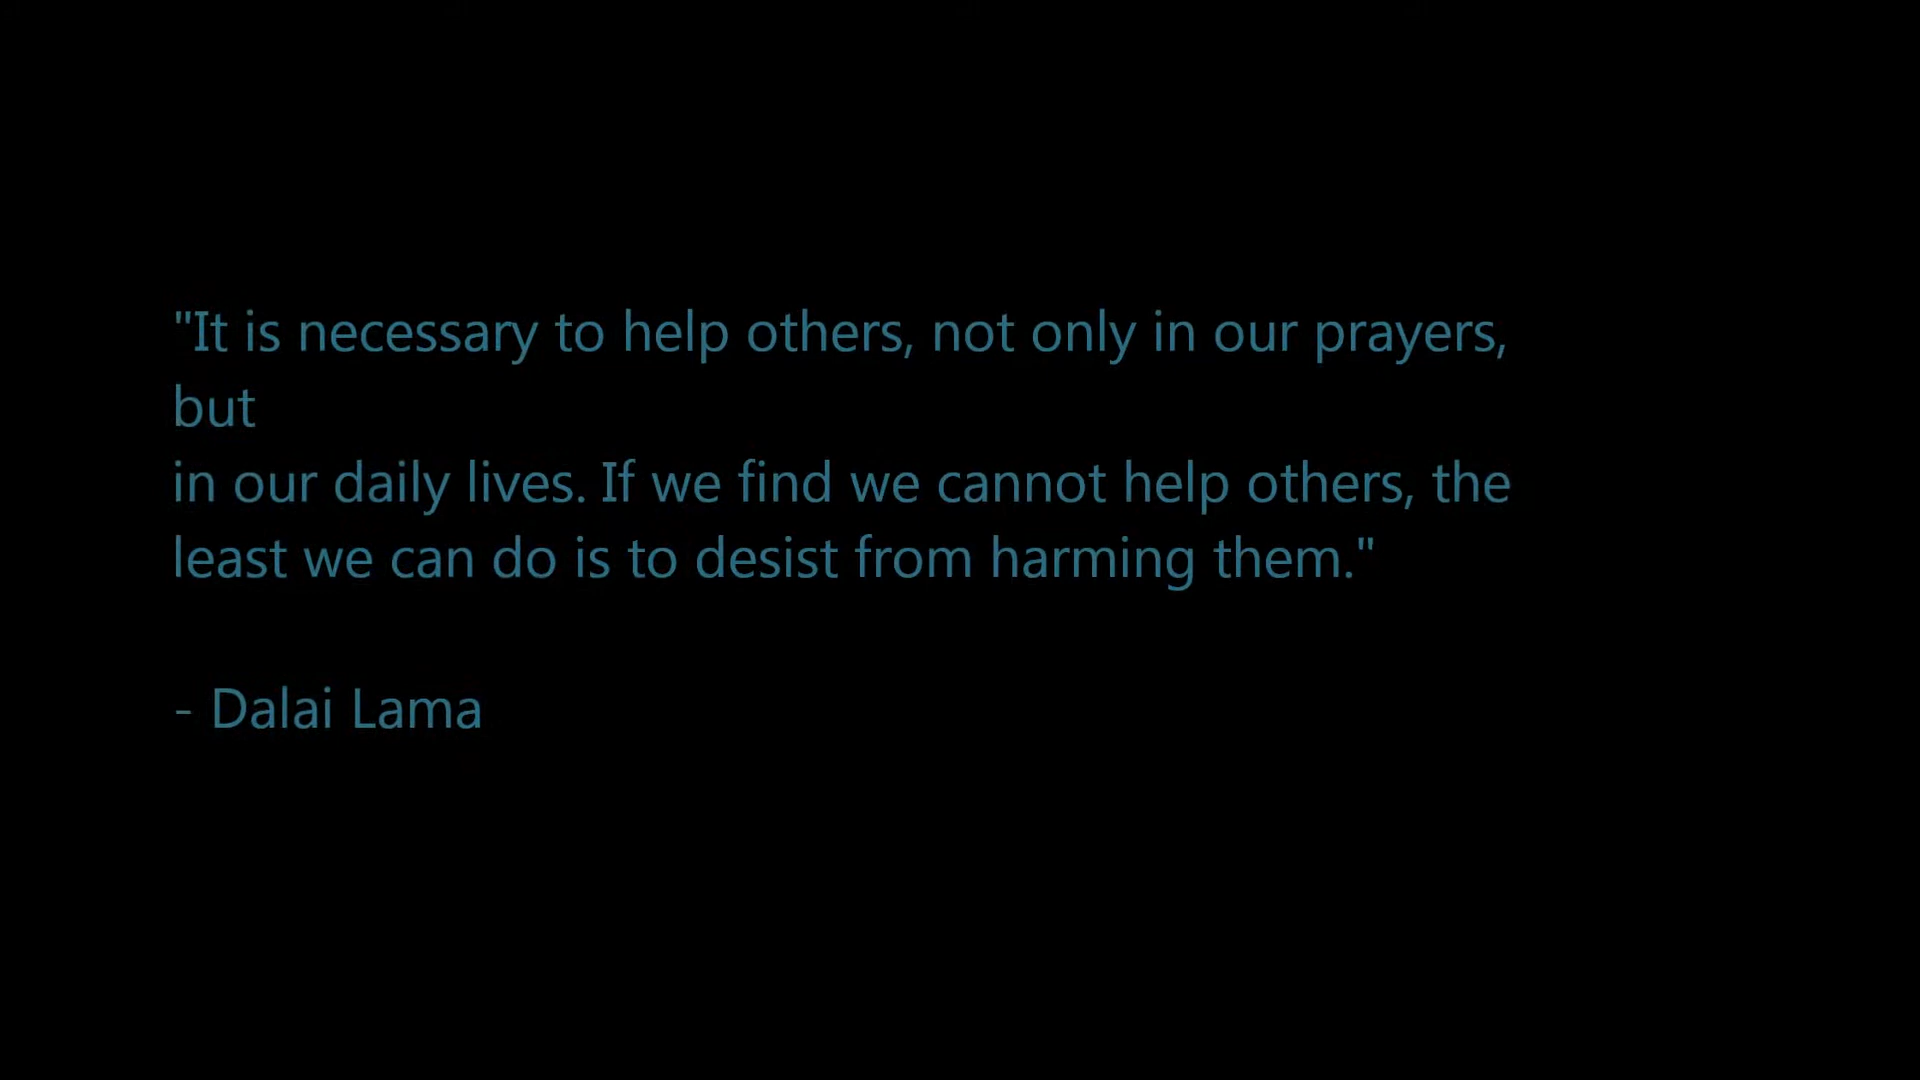 "It is necessary to help others, not only in our prayers,
but
in our daily lives. If we find we cannot help others, the
least we can do is to desist from harming them."
- Dalai Lama